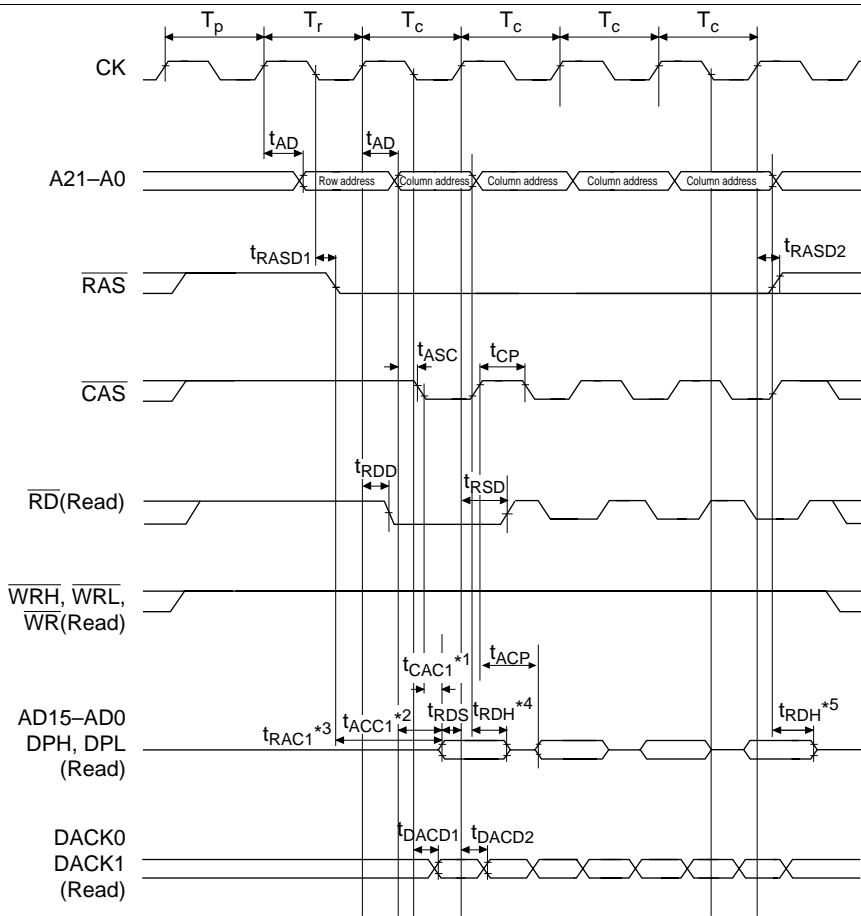 Tp Tr Tc Tc Tc Tc
CK
tAD tAD
A21–A0 Row address Column address Column address Column address Column address
tRASD1 tRASD2
RAS
tASC tCP
CAS
tRDD tRSD
RD(Read)
WRH, WRL,
WR(Read)
tCAC1*1 tACP
AD15–AD0
DPH, DPL
(Read)
tRAC1*3 tACC1*2 tRDS tRDH*4 tRDH*5
DACK0
DACK1
(Read)
tDACD1 tDACD2